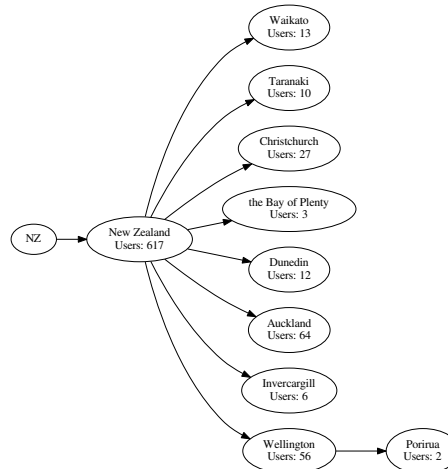 Waikato
Users: 13
Taranaki
Users: 10
Christchurch
Users: 27
the Bay of Plenty
Users: 3
NZ
New Zealand
Users: 617
Dunedin
Users: 12
Auckland
Users: 64
Invercargill
Users: 6
Wellington
Users: 56
Porirua
Users: 2